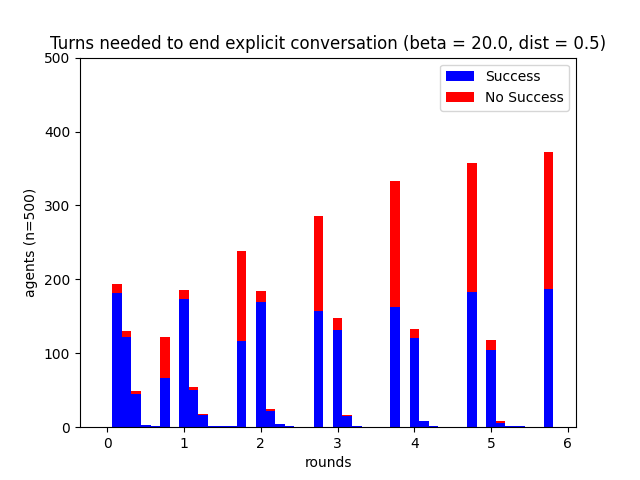 Turns needed to end explicit conversation (beta = 20.0, dist = 0.5)
500
400
300
200
100
0
agents (n=500)
Success
No Success
0 1 2 3 4 5 6
rounds